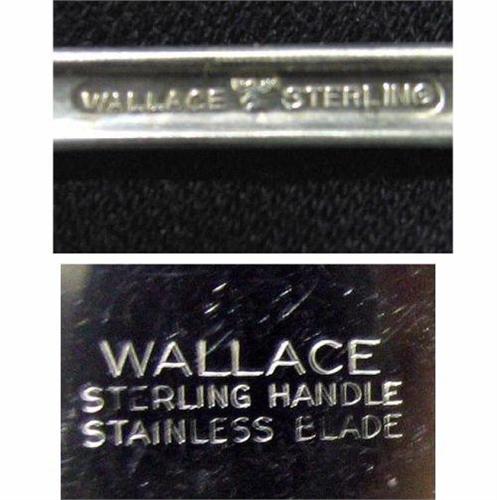 WALLACE STERLING
WALLACE
STERLING HANDLE
STAINLESS BLADE